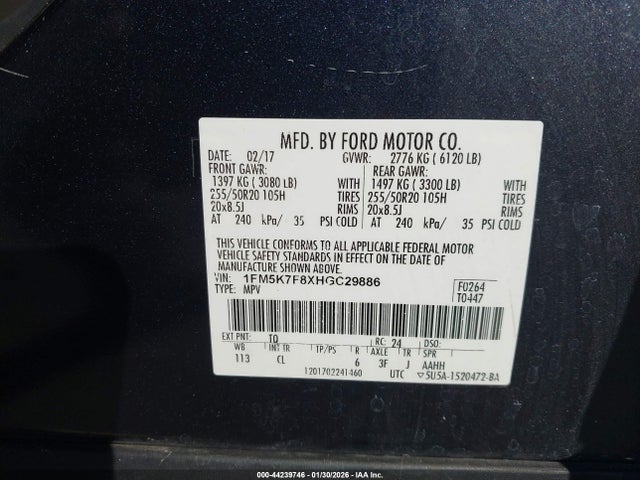 MFD. BY FORD MOTOR CO.
DATE: 02/17 GVWR: 2776 KG ( 6120 LB)
FRONT GAWR: REAR GAWR:
1397 KG ( 3080 LB) WITH 1497 KG ( 3300 LB) WITH
255/50R20 105H TIRES 255/50R20 105H TIRES
20x8.5J RIMS 20x8.5J RIMS
AT 240 kPa/ 35 PSI COLD AT 240 kPa/ 35 PSI COLD
THIS VEHICLE CONFORMS TO ALL APPLICABLE FEDERAL MOTOR
VEHICLE SAFETY STANDARDS IN EFFECT ON THE DATE OF
MANUFACTURE SHOWN ABOVE.
VIN: 1FM5K7F8XHGC29886 F0264
TYPE: MPV T0447
EXT PNT: TQ RC: 24 DSO:
WB INT TR TP/PS R AXLE TR SPR
113 CL 6 3F J AAHH
1201702241460 UTC ▽5U5A-1520472-BA
000-44239746 - 01/30/2026 - IAA Inc.